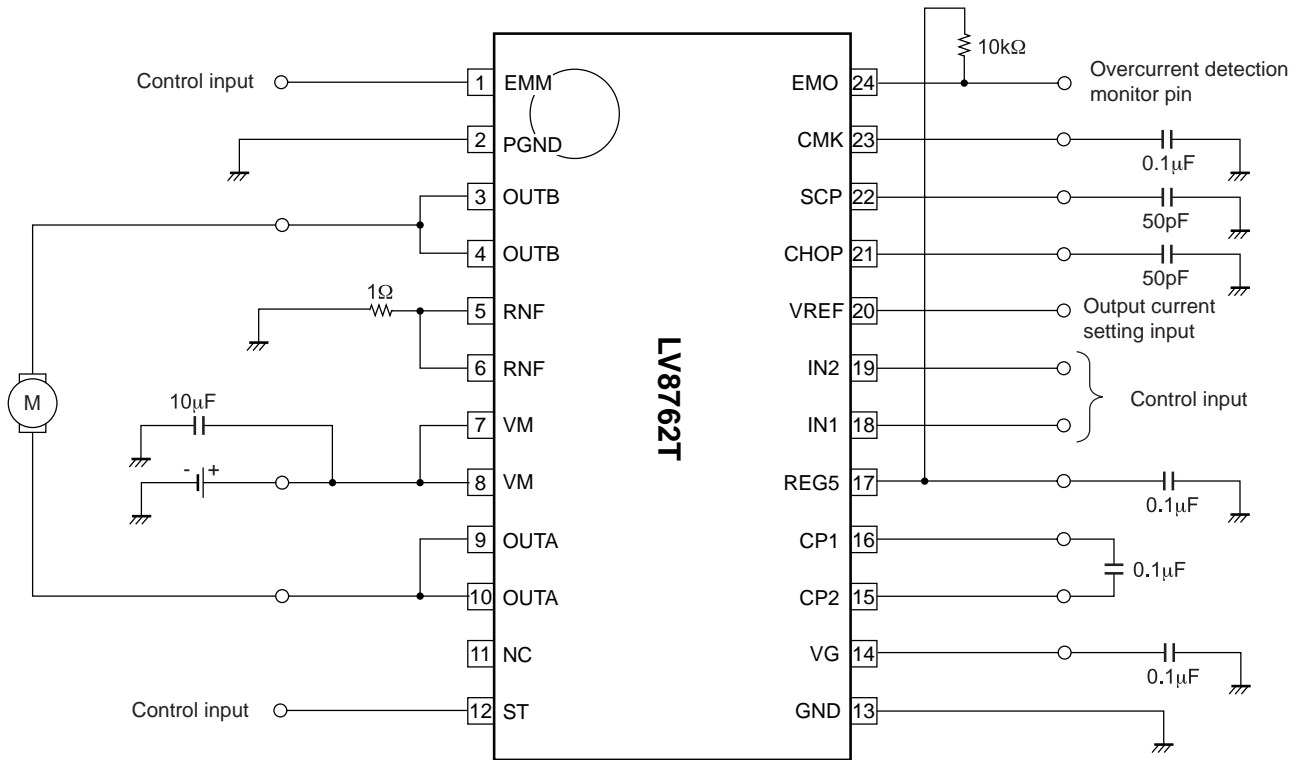 10kΩ
Control input
1
EMM
EMO
24
Overcurrent detection
monitor pin
2
PGND
CMK
23
0.1μF
3
OUTB
SCP
22
50pF
4
OUTB
CHOP
21
50pF
1Ω
5
RNF
VREF
20
Output current
setting input
6
RNF
IN2
19
LV8762T
M
10μF
7
VM
IN1
18
Control input
- +
8
VM
REG5
17
0.1μF
9
OUTA
CP1
16
0.1μF
10
OUTA
CP2
15
11
NC
VG
14
0.1μF
Control input
12
ST
GND
13